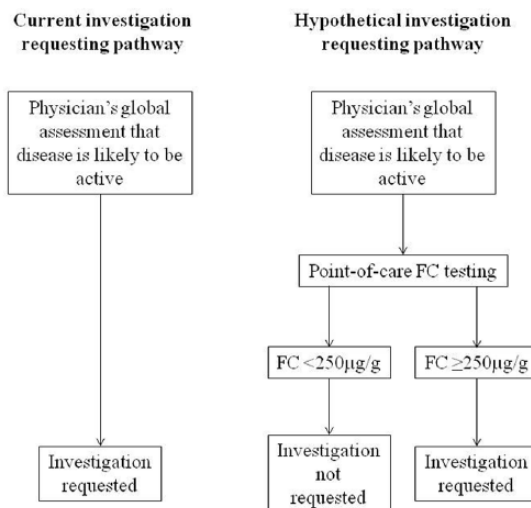 Current investigation
requesting pathway
Physician's global
assessment that
disease is likely to be
active
Investigation
requested
Hypothetical investigation
requesting pathway
Physician's global
assessment that
disease is likely to be
active
Point-of-care FC testing
FC <250µg/g
FC ≥250µg/g
Investigation
not
requested
Investigation
requested